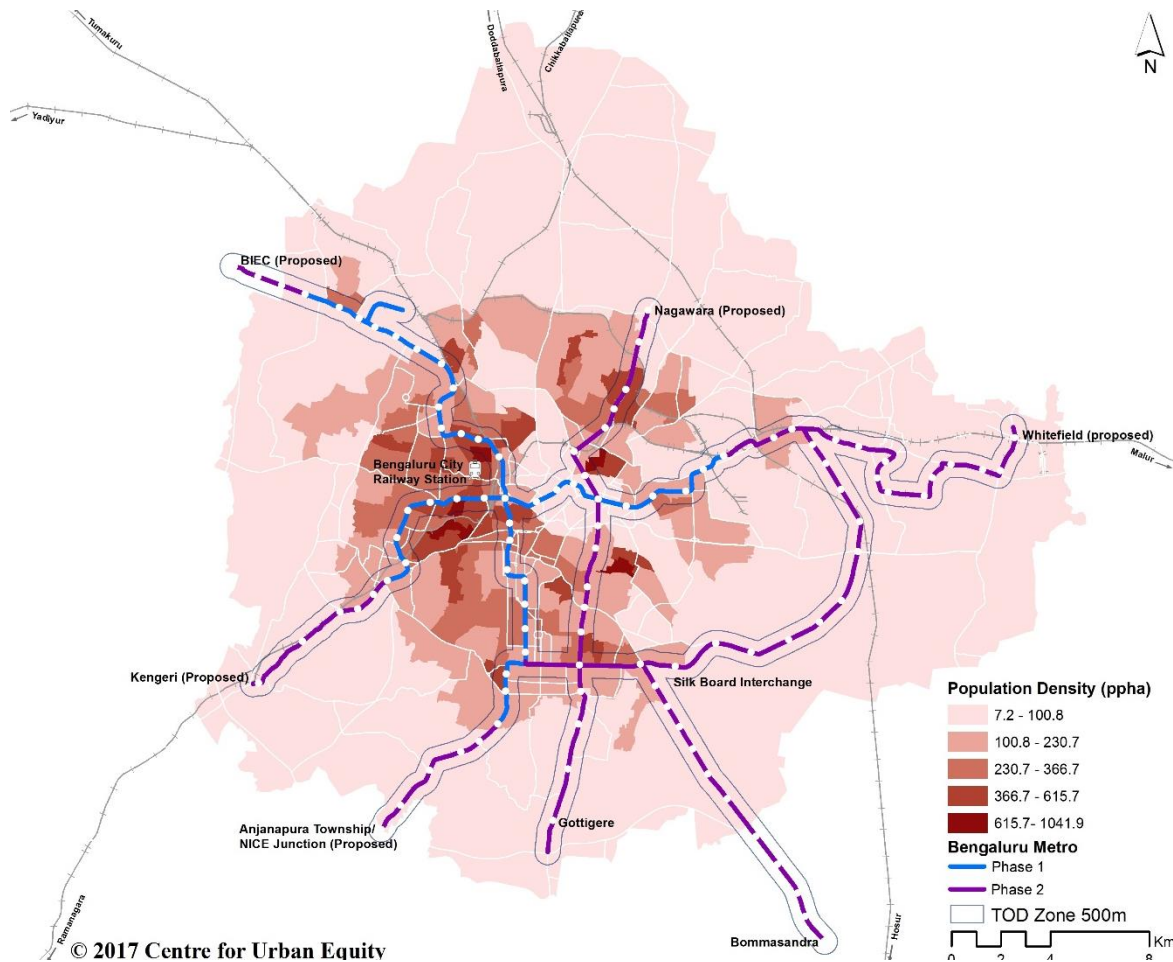 Tumakuru
Yadiyur
Doddaballapura
Chikkaballapura
N
BIEC (Proposed)
Nagawara (Proposed)
Whitefield (proposed)
Malur
Bengaluru City
Railway Station
Kengeri (Proposed)
Silk Board Interchange
Anjanapura Township/
NICE Junction (Proposed)
Gottigere
Bommasandra
Hosur
Ramanagara
Population Density (ppha)
7.2 - 100.8
100.8 - 230.7
230.7 - 366.7
366.7 - 615.7
615.7- 1041.9
Bengaluru Metro
Phase 1
Phase 2
TOD Zone 500m
Km
0 2 4 8
© 2017 Centre for Urban Equity